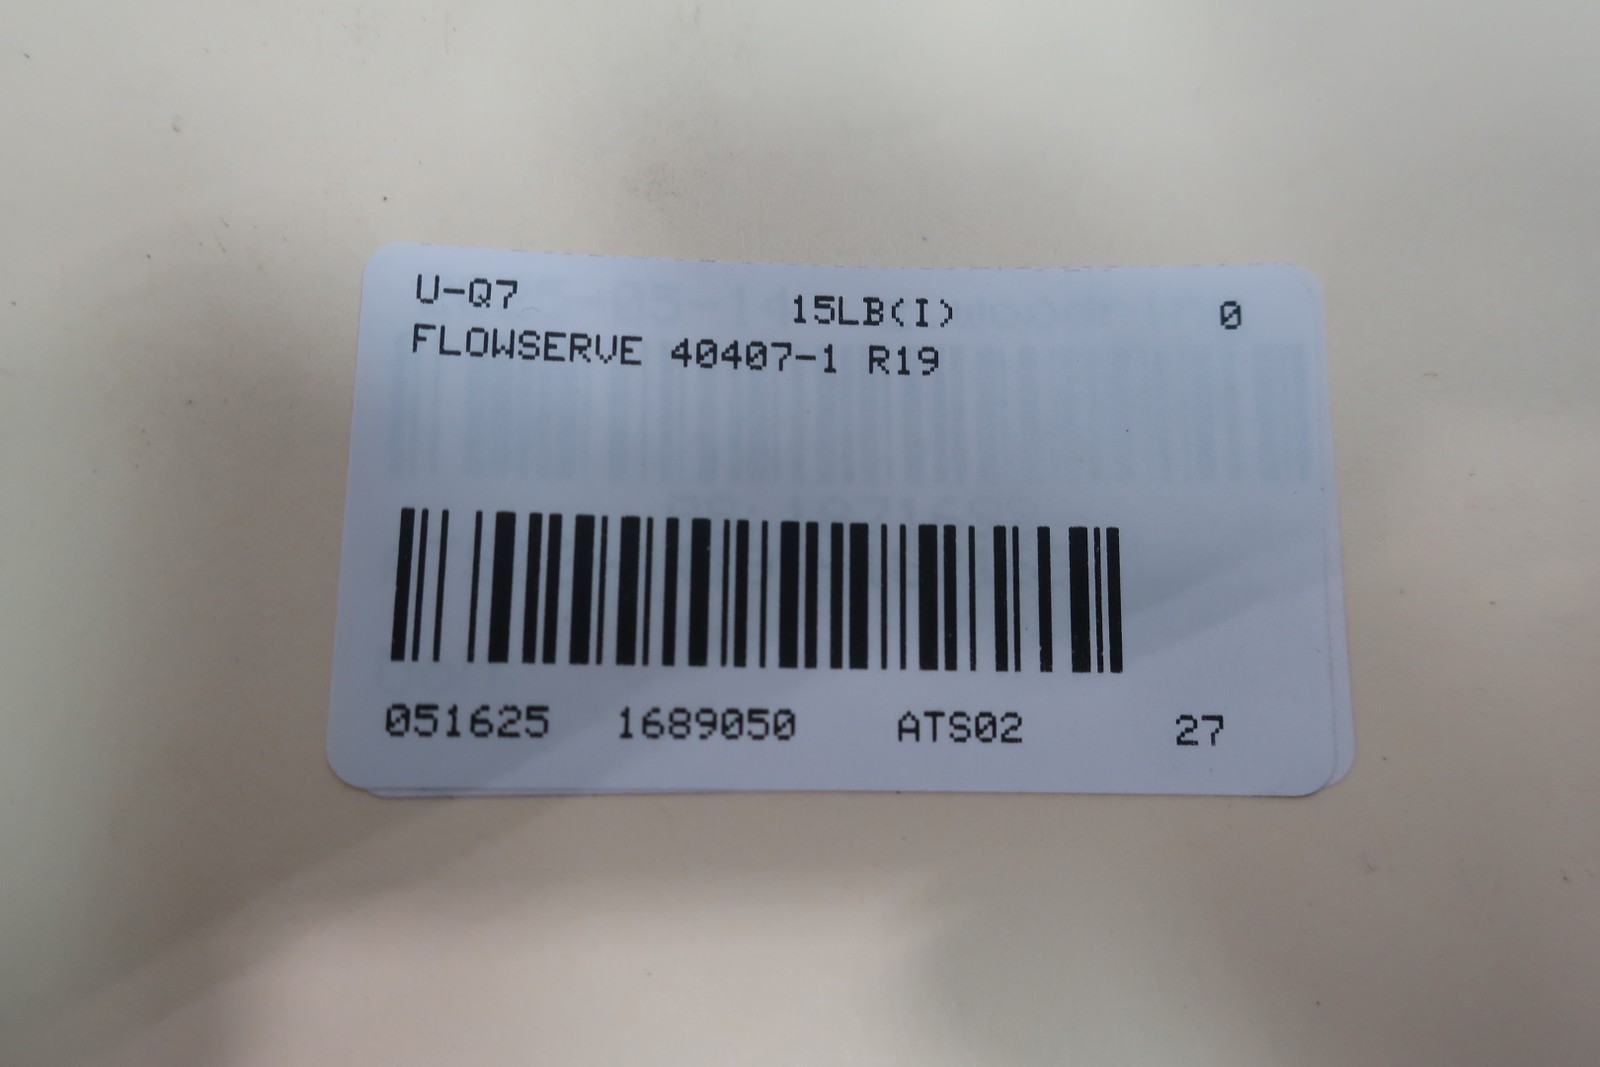 U-Q7 15LB(I) 0
FLOWSERVE 40407-1 R19
051625 1689050 ATS02 27